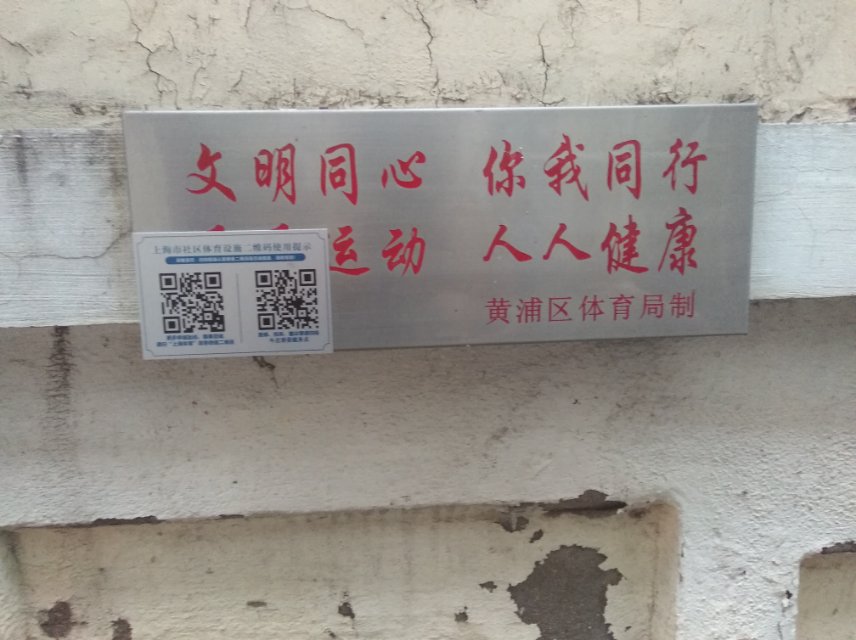 文明同心 你我同行
运动 人人健康
黄浦区体育局制
上海市社区体育设施二维码使用提示